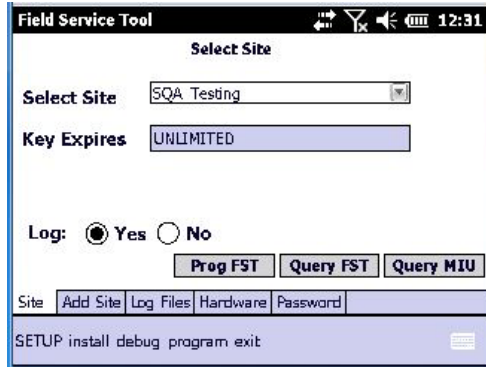 Field Service Tool 12:31
Select Site
Select Site SQA Testing
Key Expires UNLIMITED
Log: Yes No
Prog FST Query FST Query MIU
Site Add Site Log Files Hardware Password
SETUP install debug program exit